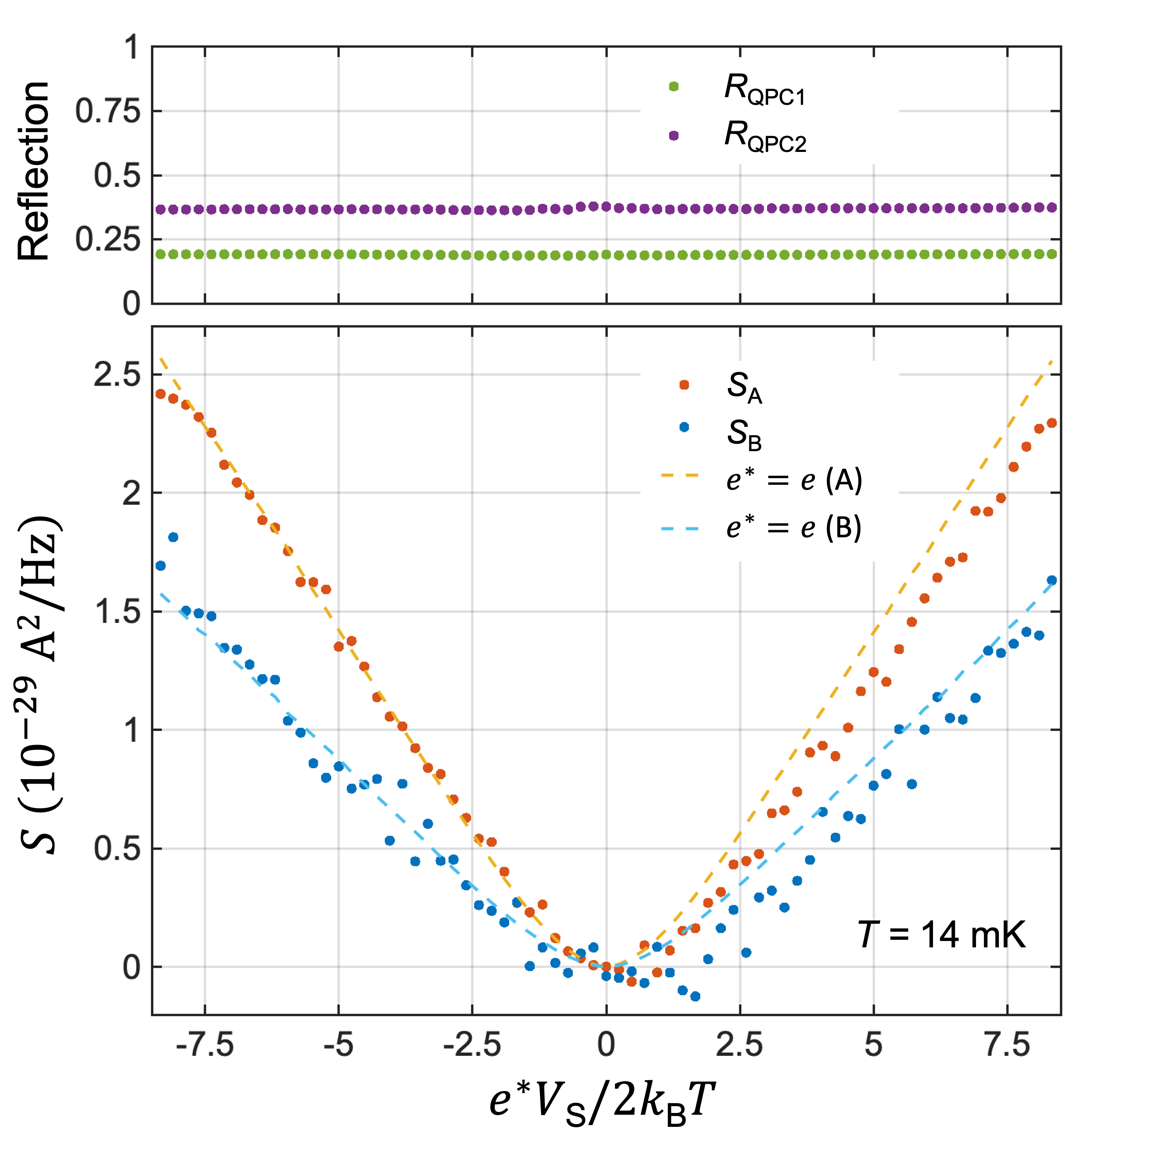 Reflection
1
0.75
0.5
0.25
0
R_QPC1
R_QPC2
S (10⁻²⁹ A²/Hz)
2.5
2
1.5
1
0.5
0
S_A
S_B
e* = e (A)
e* = e (B)
T = 14 mK
-7.5 -5 -2.5 0 2.5 5 7.5
e*V_S/2k_BT